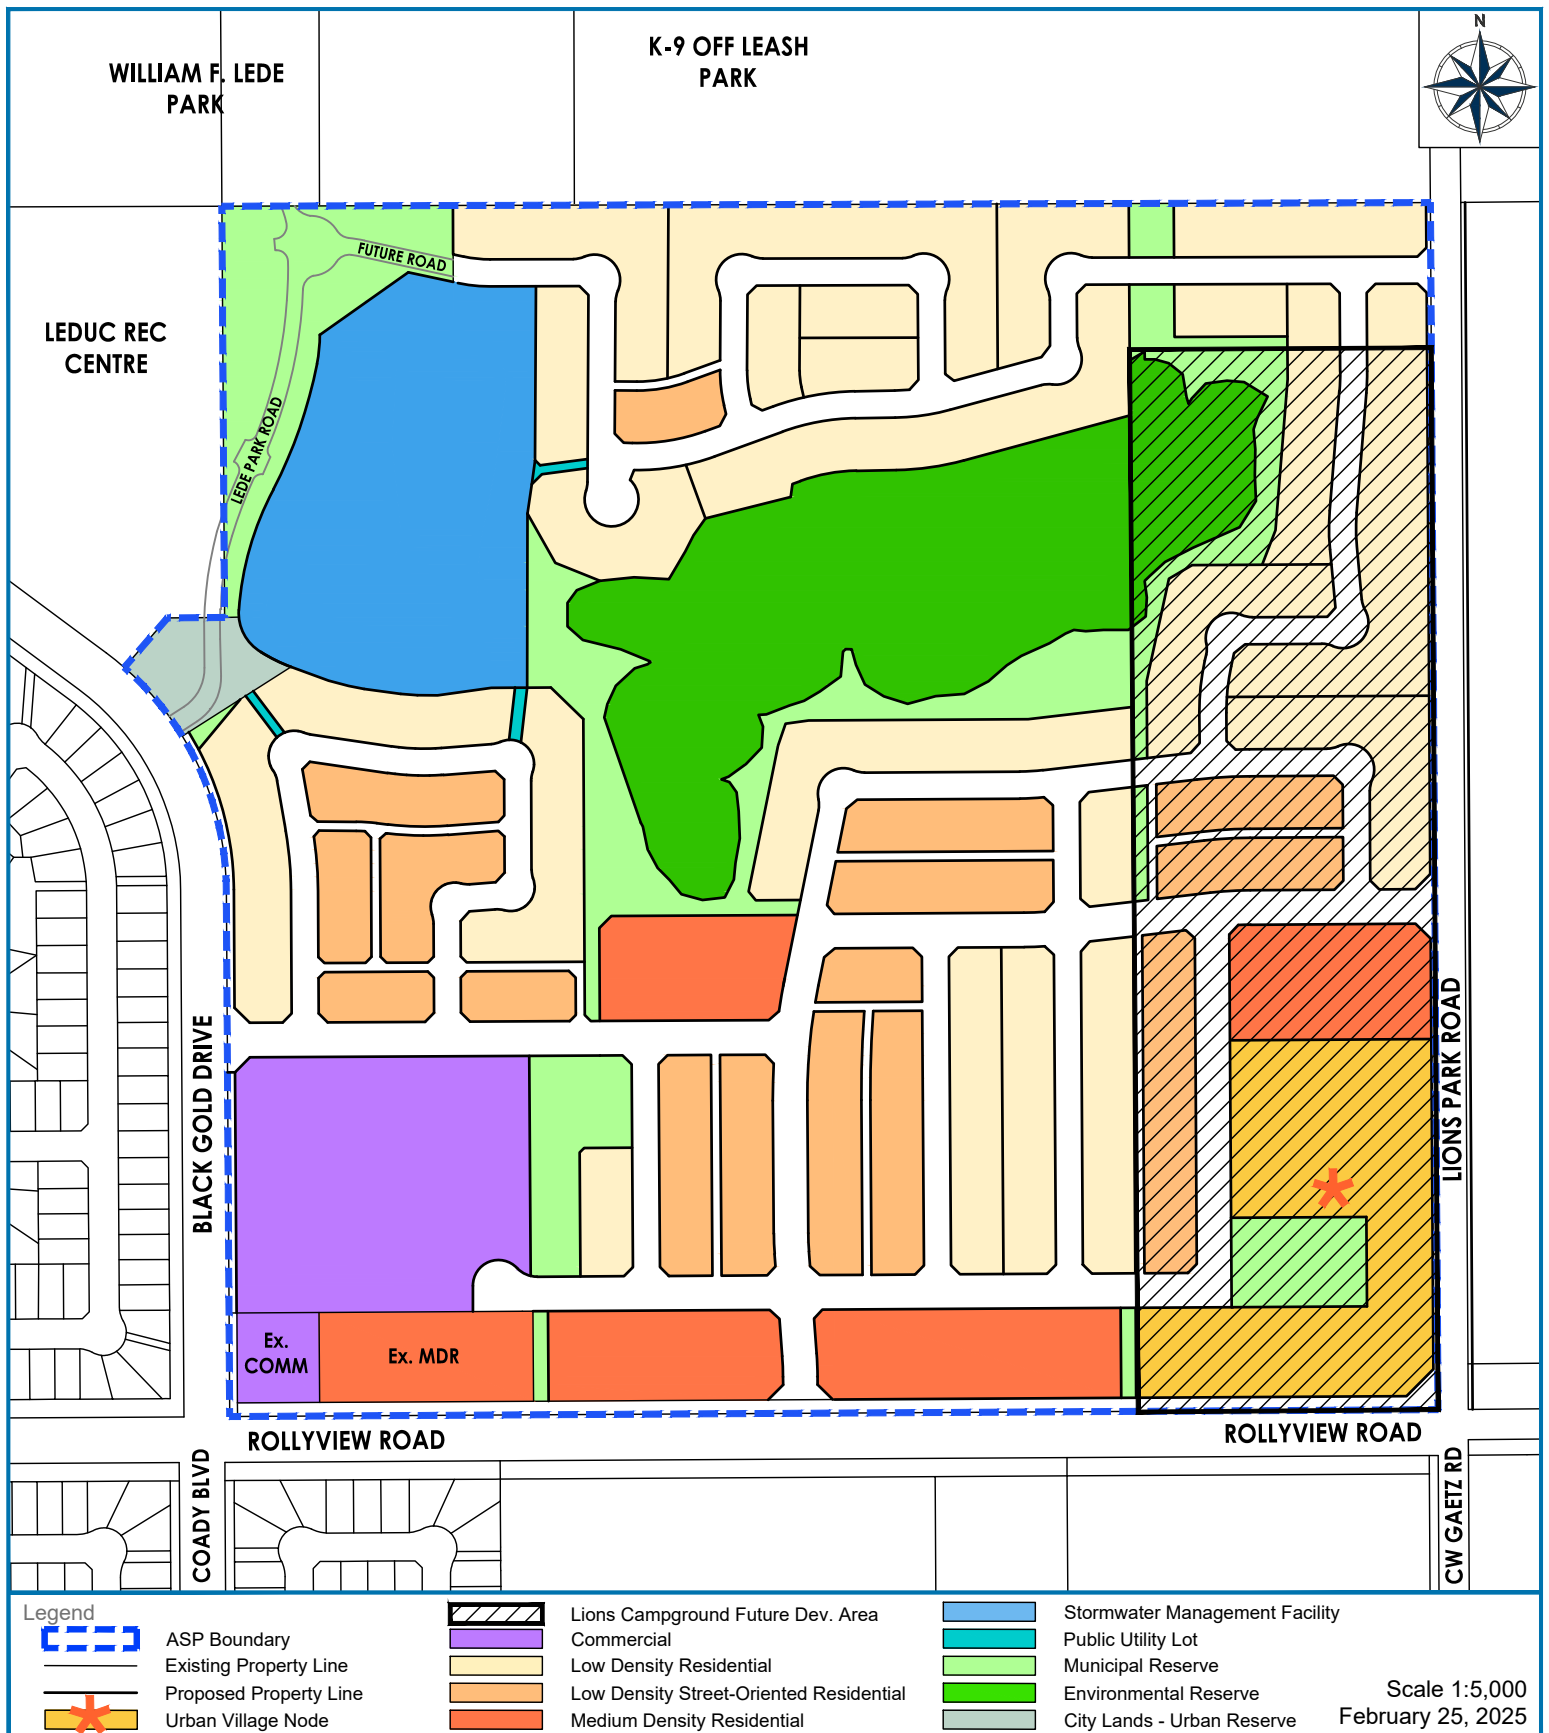 WILLIAM F. LEDE
PARK
K-9 OFF LEASH
PARK
N
FUTURE ROAD
LEDUC REC
CENTRE
LEDE PARK ROAD
BLACK GOLD DRIVE
LIONS PARK ROAD
Ex.
COMM
Ex. MDR
ROLLYVIEW ROAD
ROLLYVIEW ROAD
COADY BLVD
CW GAETZ RD
Legend
ASP Boundary
Existing Property Line
Proposed Property Line
Urban Village Node
Lions Campground Future Dev. Area
Commercial
Low Density Residential
Low Density Street-Oriented Residential
Medium Density Residential
Stormwater Management Facility
Public Utility Lot
Municipal Reserve
Environmental Reserve
City Lands - Urban Reserve
Scale 1:5,000
February 25, 2025